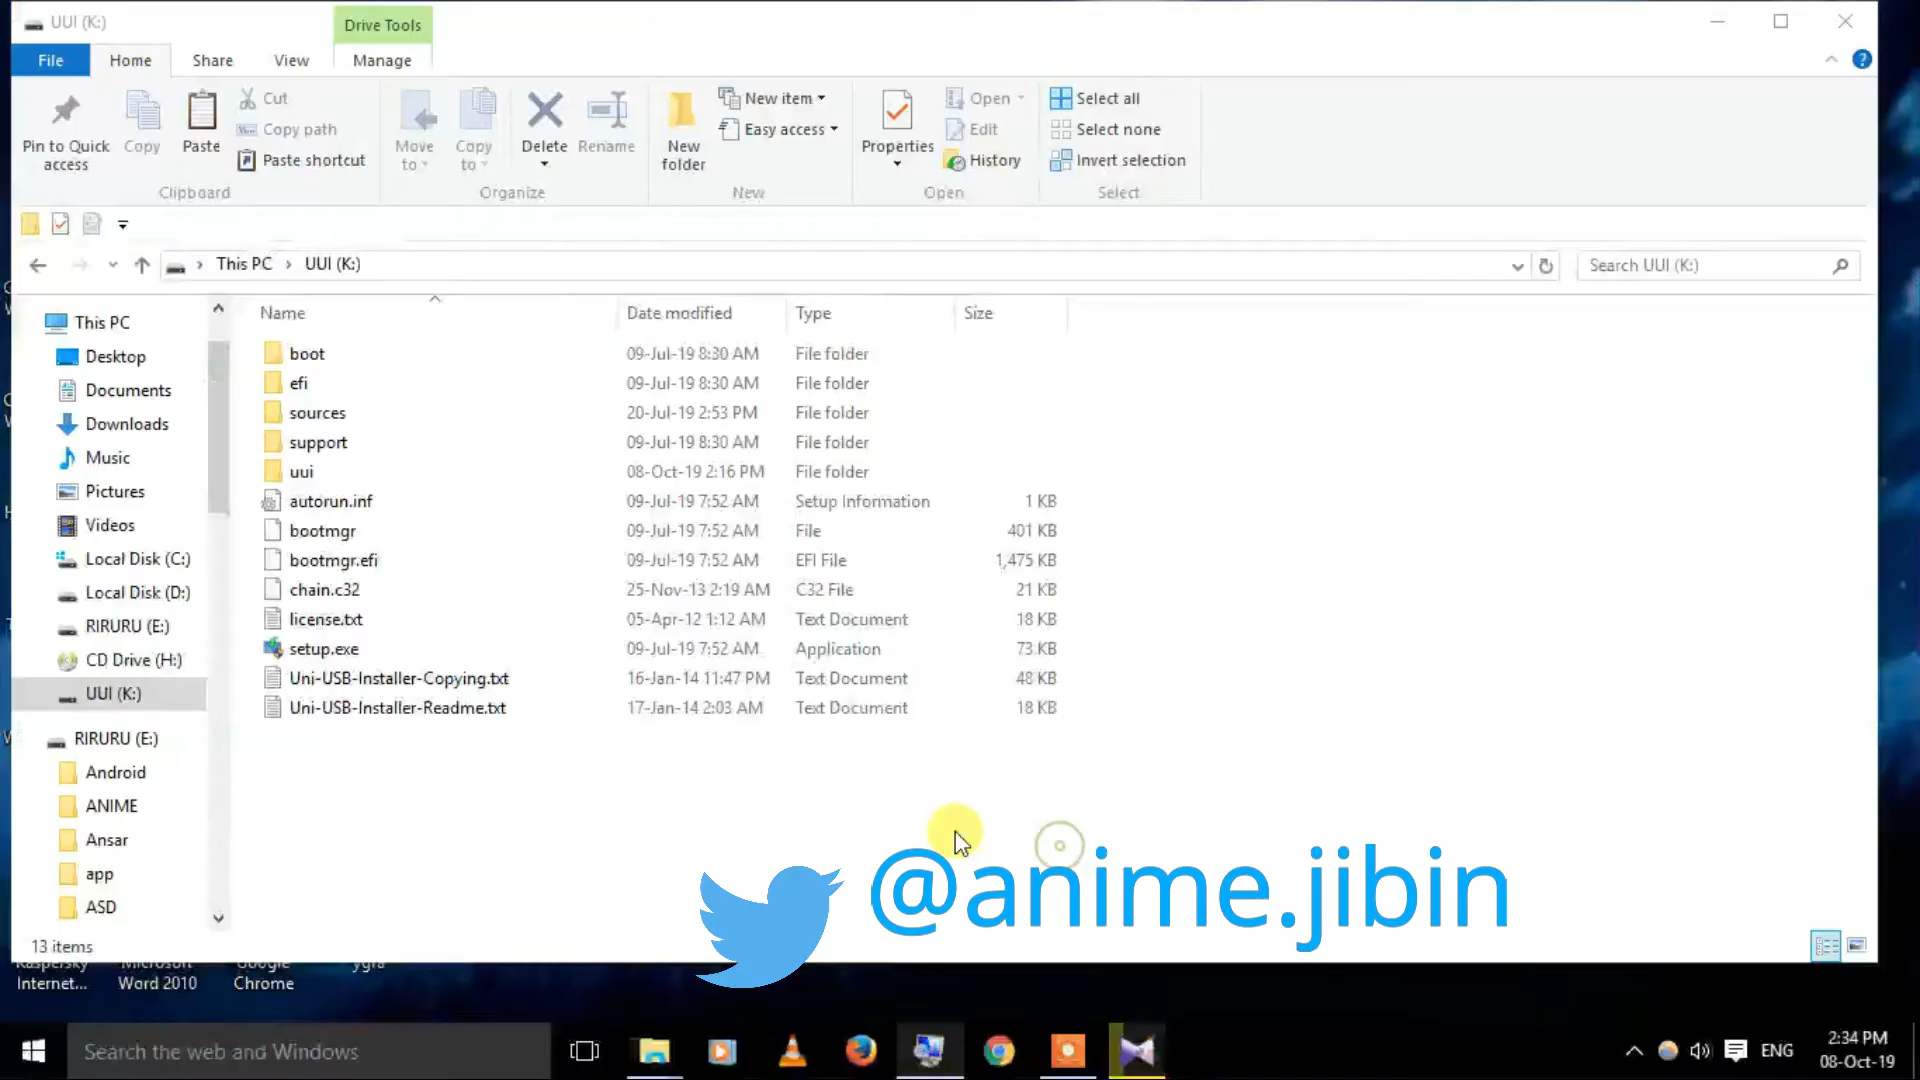 UUI (K:)
Drive Tools
File
Home
Share
View
Manage
Pin to Quick access
Copy
Paste
Cut
Copy path
Paste shortcut
Clipboard
Move to
Copy to
Delete
Rename
Organize
New folder
New item
Easy access
New
Properties
Open
Edit
History
Open
Select all
Select none
Invert selection
Select
This PC > UUI (K:)
Search UUI (K:)
Name Date modified Type Size
This PC
Desktop
Documents
Downloads
Music
Pictures
Videos
Local Disk (C:)
Local Disk (D:)
RIRURU (E:)
CD Drive (H:)
UUI (K:)
RIRURU (E:)
Android
ANIME
Ansar
app
ASD
boot 09-Jul-19 8:30 AM File folder
efi 09-Jul-19 8:30 AM File folder
sources 20-Jul-19 2:53 PM File folder
support 09-Jul-19 8:30 AM File folder
uui 08-Oct-19 2:16 PM File folder
autorun.inf 09-Jul-19 7:52 AM Setup Information 1 KB
bootmgr 09-Jul-19 7:52 AM File 401 KB
bootmgr.efi 09-Jul-19 7:52 AM EFI File 1,475 KB
chain.c32 25-Nov-13 2:19 AM C32 File 21 KB
license.txt 05-Apr-12 1:12 AM Text Document 18 KB
setup.exe 09-Jul-19 7:52 AM Application 73 KB
Uni-USB-Installer-Copying.txt 16-Jan-14 11:47 PM Text Document 48 KB
Uni-USB-Installer-Readme.txt 17-Jan-14 2:03 AM Text Document 18 KB
@anime.jibin
13 items
Kaspersky Internet...
Microsoft Word 2010
Google Chrome
Search the web and Windows
ENG
2:34 PM
08-Oct-19